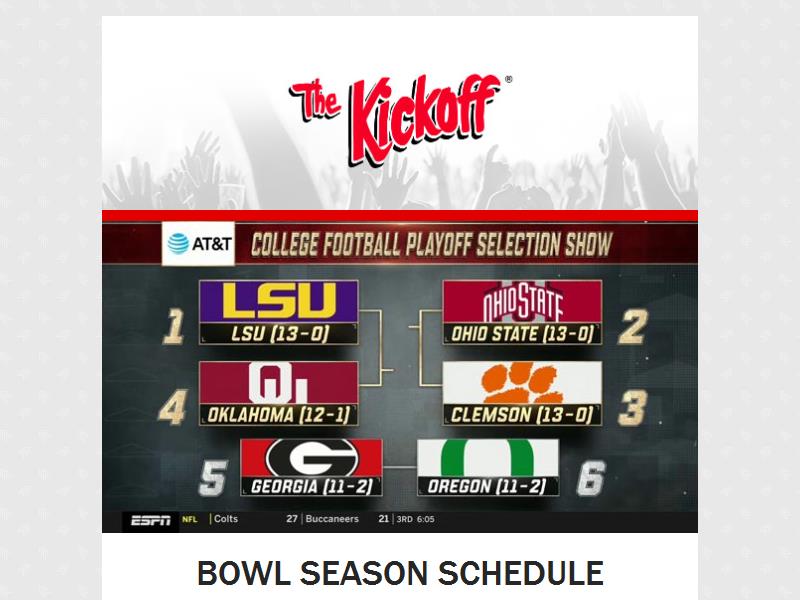 The Kickoff®
AT&T COLLEGE FOOTBALL PLAYOFF SELECTION SHOW
1 LSU OHIO STATE 2
LSU (13-0) OHIO STATE (13-0)
4 OU CLEMSON (13-0) 3
OKLAHOMA (12-1)
5 G O 6
GEORGIA (11-2) OREGON (11-2)
ESPN NFL Colts 27 Buccaneers 21 3RD 6:05
BOWL SEASON SCHEDULE